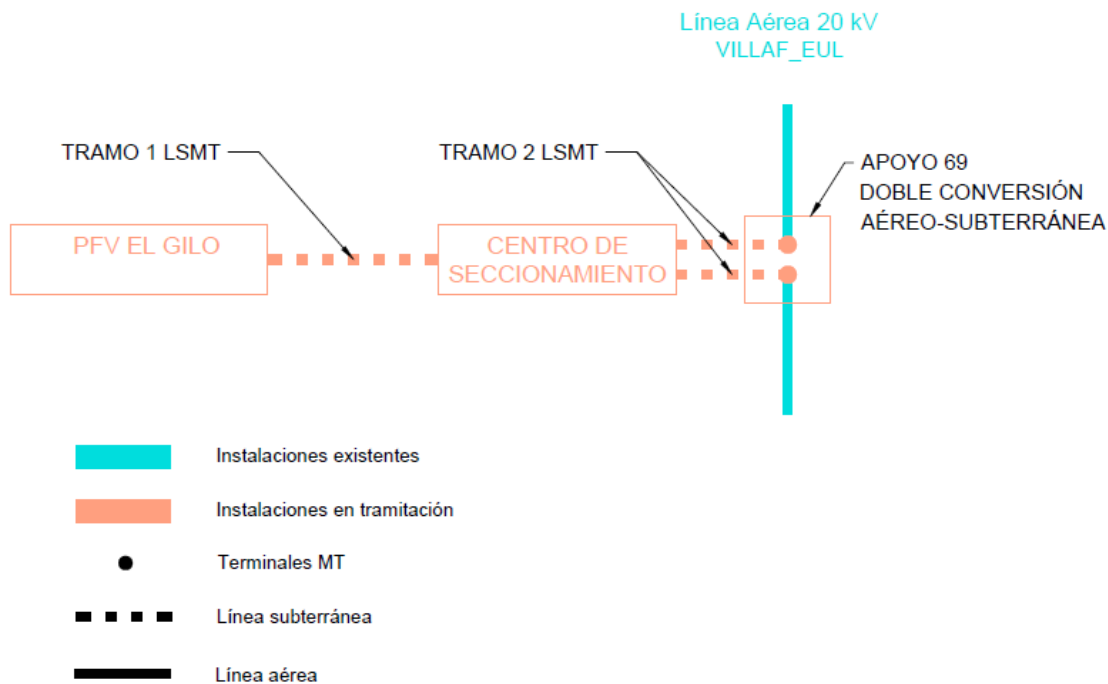 Línea Aérea 20 kV
VILLAF_EUL
TRAMO 1 LSMT
TRAMO 2 LSMT
APOYO 69
DOBLE CONVERSIÓN
AÉREO-SUBTERRÁNEA
PFV EL GILO
CENTRO DE
SECCIONAMIENTO
Instalaciones existentes
Instalaciones en tramitación
Terminales MT
Línea subterránea
Línea aérea